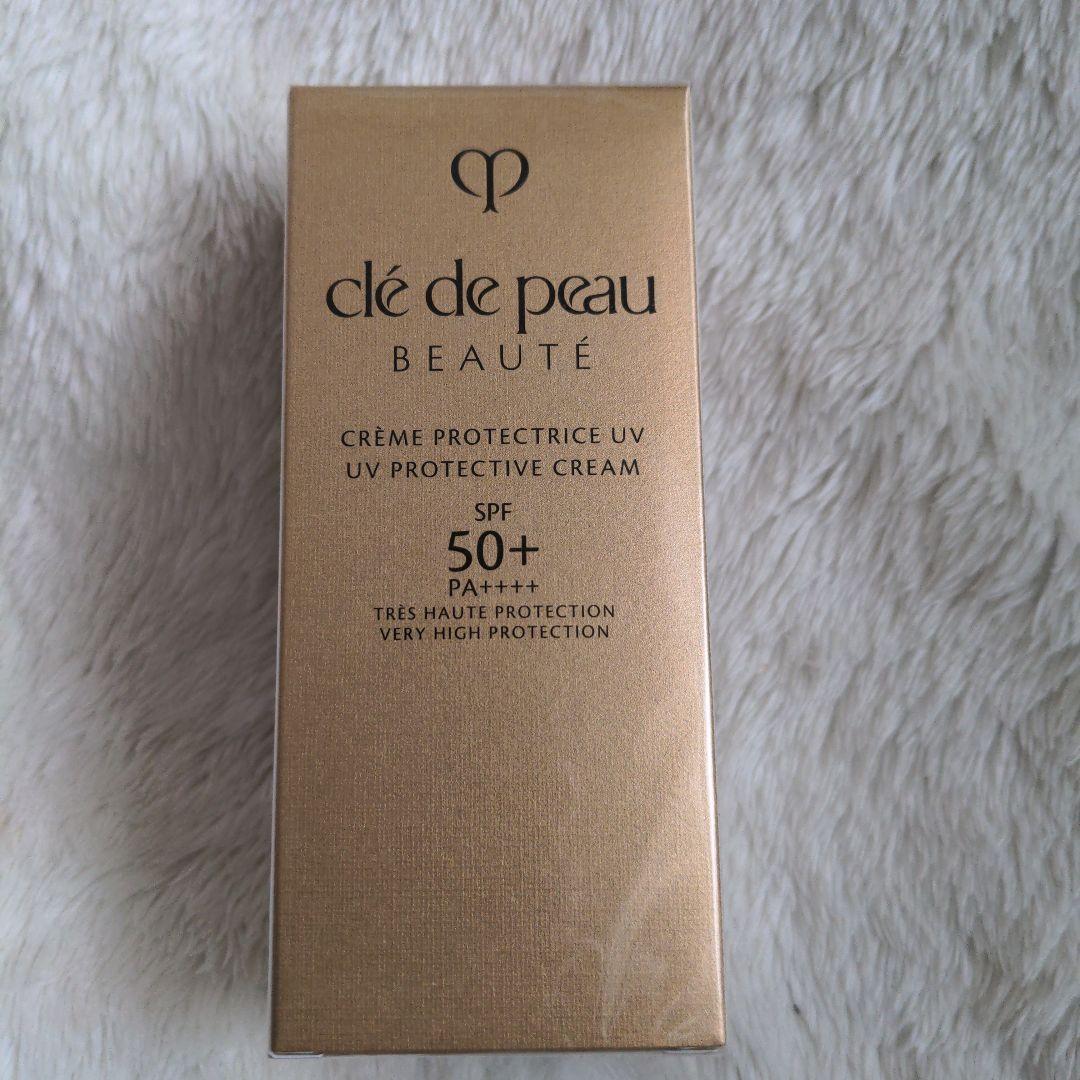 clé de peau
BEAUTÉ
CRÈME PROTECTRICE UV
UV PROTECTIVE CREAM
SPF
50+
PA++++
TRÈS HAUTE PROTECTION
VERY HIGH PROTECTION